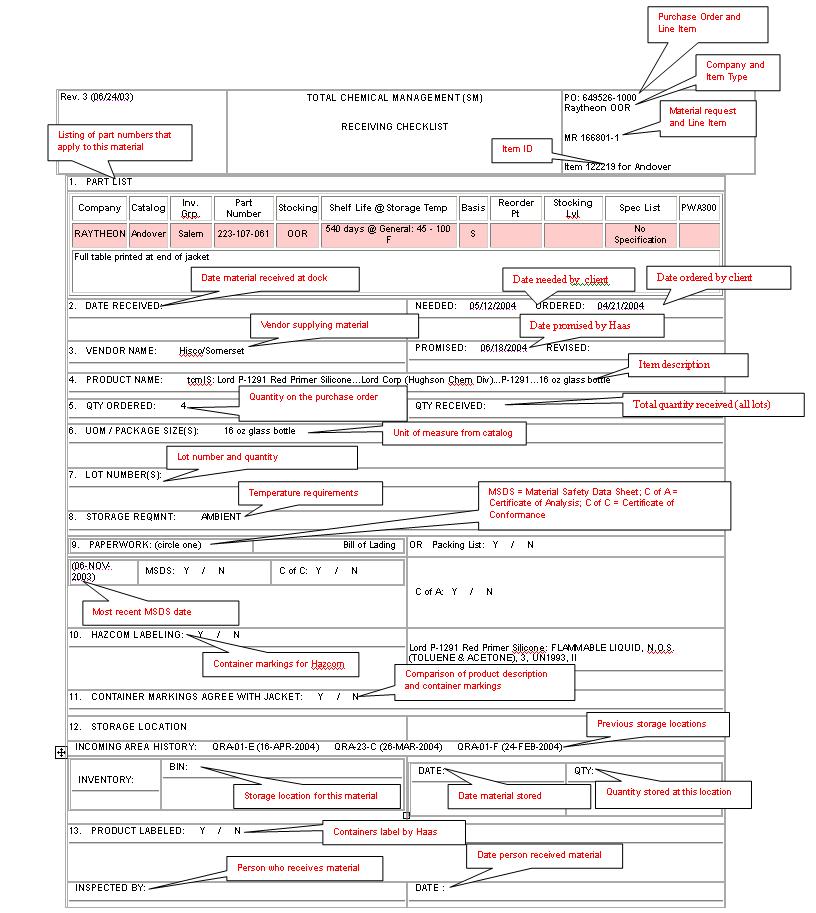 Purchase Order and
Line Item
Company and
Item Type
Rev. 3 (06/24/03)
TOTAL CHEMICAL MANAGEMENT (SM)
PO: 649526-1000
Raytheon OOR
Material request
and Line Item
RECEIVING CHECKLIST
Listing of part numbers that
apply to this material
MR 166801-1
Item ID
Item 122219 for Andover
1. PART LIST
Company Catalog Inv. Grp. Part Number Stocking Shelf Life @ Storage Temp Basis Reorder Pt Stocking Lvl. Spec List PWA300
RAYTHEON Andover Salem 223-107-061 OOR 540 days @ General: 45 - 100 F S No Specification
Full table printed at end of jacket
Date material received at dock
Date needed by client
Date ordered by client
2. DATE RECEIVED:
NEEDED: 05/12/2004 ORDERED: 04/21/2004
Vendor supplying material
Date promised by Haas
3. VENDOR NAME: Hisco/Somerset
PROMISED: 06/18/2004 REVISED:
Item description
4. PRODUCT NAME: tcmIS: Lord P-1291 Red Primer Silicone...Lord Corp (Hughson Chem Div)...P-1291...16 oz glass bottle
Quantity on the purchase order
5. QTY ORDERED: 4
QTY RECEIVED:
Total quantity received (all lots)
6. UOM / PACKAGE SIZE(S): 16 oz glass bottle
Unit of measure from catalog
Lot number and quantity
7. LOT NUMBER(S):
Temperature requirements
MSDS = Material Safety Data Sheet; C of A =
Certificate of Analysis; C of C = Certificate of
Conformance
8. STORAGE REQMNT: AMBIENT
9. PAPERWORK: (circle one) Bill of Lading
OR Packing List: Y / N
(06-NOV-
2003)
MSDS: Y / N C of C: Y / N
C of A: Y / N
Most recent MSDS date
10. HAZCOM LABELING: Y / N
Lord P-1291 Red Primer Silicone: FLAMMABLE LIQUID, N.O.S.
(TOLUENE & ACETONE), 3, UN1993, II
Container markings for Hazcom
Comparison of product description
and container markings
11. CONTAINER MARKINGS AGREE WITH JACKET: Y / N
12. STORAGE LOCATION
Previous storage locations
INCOMING AREA HISTORY: QRA-01-E (16-APR-2004) QRA-23-C (26-MAR-2004) QRA-01-F (24-FEB-2004)
INVENTORY:
BIN:
DATE:
QTY:
Storage location for this material
Date material stored
Quantity stored at this location
13. PRODUCT LABELED: Y / N
Containers label by Haas
Date person received material
Person who receives material
INSPECTED BY:
DATE :